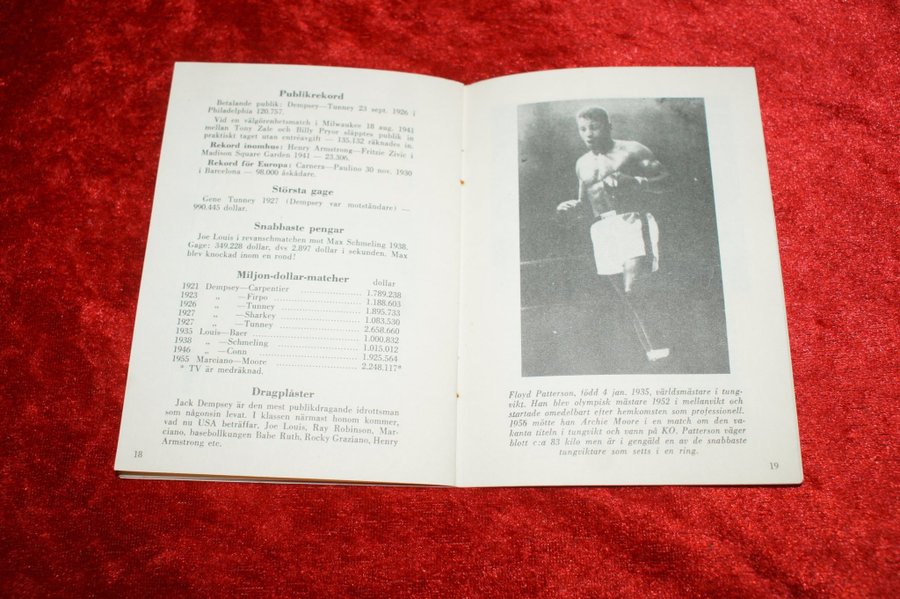 Publikrekord
Betalande publik: Dempsey—Tunney 23 sept. 1926 i
Philadelphia 120.757.
Vid en välgörenhetsmatch i Milwaukee 18 aug. 1941
mellan Tony Zale och Billy Pryor släpptes publik in
praktiskt taget utan entréavgift — 135.132 räknades in.
Rekord inomhus: Henry Armstrong—Fritzie Zivic i
Madison Square Garden 1941 — 23.306.
Rekord för Europa: Carnera—Paulino 30 nov. 1930
i Barcelona — 98.000 åskådare.
Största gage
Gene Tunney 1927 (Dempsey var motståndare) —
990.445 dollar.
Snabbaste pengar
Joe Louis i revanschmatchen mot Max Schmeling 1938.
Gage: 349.228 dollar, dvs 2.897 dollar i sekunden. Max
blev knockad inom en rond!
Miljon-dollar-matcher
dollar
1921 Dempsey—Carpentier 1.789.238
1923 „ —Firpo 1.188.603
1926 „ —Tunney 1.895.733
1927 „ —Sharkey 1.083.530
1927 „ —Tunney 2.658.660
1935 Louis—Baer 1.000.832
1938 „ —Schmeling 1.015.012
1946 „ —Conn 1.925.564
1955 Marciano—Moore 2.248.117*
* TV är medräknad.
Dragplåster
Jack Dempsey är den mest publikdragande idrottsman
som någonsin levat. I klassen närmast honom kommer,
vad nu USA beträffar, Joe Louis, Ray Robinson, Mar-
ciano, basebollkungen Babe Ruth, Rocky Graziano, Henry
Armstrong etc.
18
Floyd Patterson, född 4 jan. 1935, världsmästare i tung-
vikt. Han blev olympisk mästare 1952 i mellanvikt och
startade omedelbart efter hemkomsten som professionell.
1956 mötte han Archie Moore i en match om den va-
kanta titeln i tungvikt och vann på KO. Patterson väger
blott c:a 83 kilo men är i gengäld en av de snabbaste
tungviktare som setts i en ring.
19